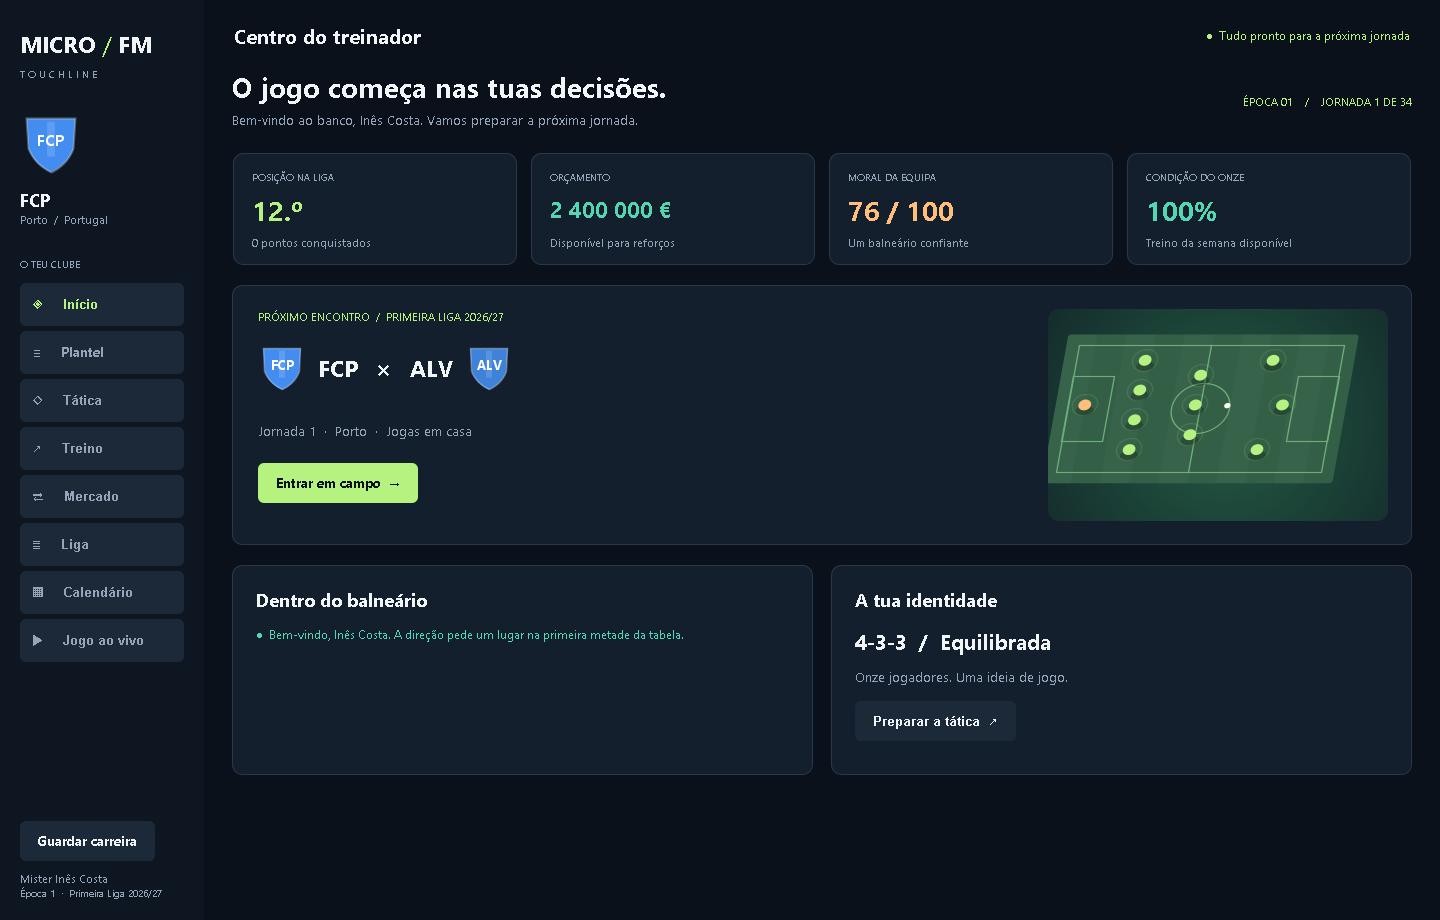 MICRO / FM
TOUCHLINE
FCP
FCP
Porto / Portugal
O TEU CLUBE
Início
Plantel
Tática
Treino
Mercado
Liga
Calendário
Jogo ao vivo
Guardar carreira
Mister Inês Costa
Época 1 · Primeira Liga 2026/27
Centro do treinador
● Tudo pronto para a próxima jornada
O jogo começa nas tuas decisões.
Bem-vindo ao banco, Inês Costa. Vamos preparar a próxima jornada.
ÉPOCA 01 / JORNADA 1 DE 34
POSIÇÃO NA LIGA
12.º
0 pontos conquistados
ORÇAMENTO
2 400 000 €
Disponível para reforços
MORAL DA EQUIPA
76 / 100
Um balneário confiante
CONDIÇÃO DO ONZE
100%
Treino da semana disponível
PRÓXIMO ENCONTRO / PRIMEIRA LIGA 2026/27
FCP FCP × ALV ALV
Jornada 1 · Porto · Jogas em casa
Entrar em campo →
Dentro do balneário
● Bem-vindo, Inês Costa. A direção pede um lugar na primeira metade da tabela.
A tua identidade
4-3-3 / Equilibrada
Onze jogadores. Uma ideia de jogo.
Preparar a tática ↗